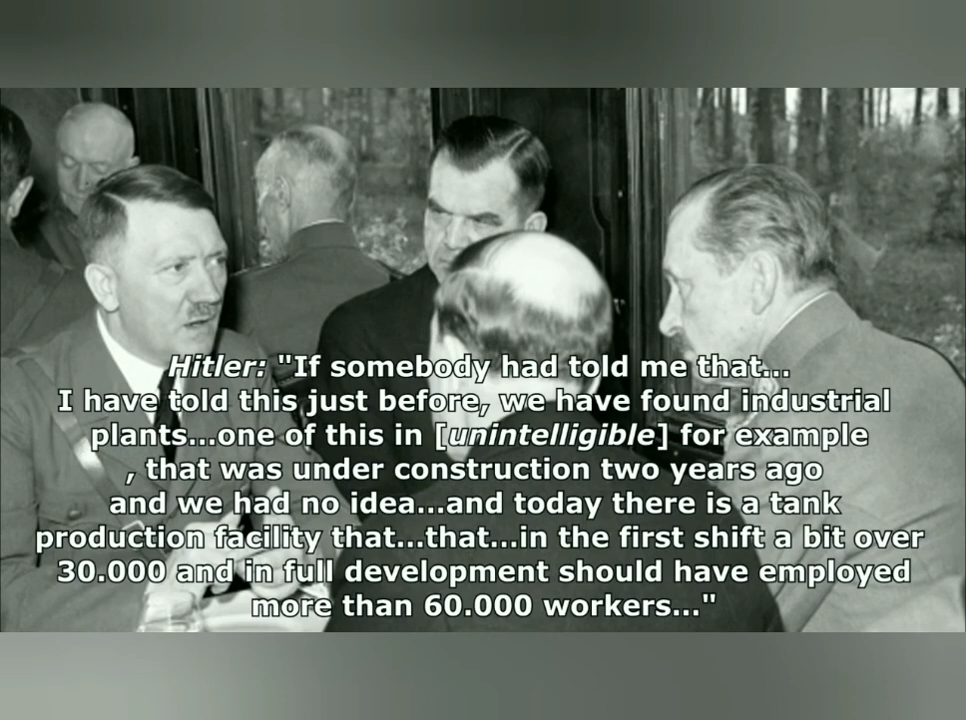 Hitler: "If somebody had told me that...
I have told this just before, we have found industrial
plants...one of this in [unintelligible] for example
, that was under construction two years ago
and we had no idea...and today there is a tank
production facility that...that...in the first shift a bit over
30.000 and in full development should have employed
more than 60.000 workers..."